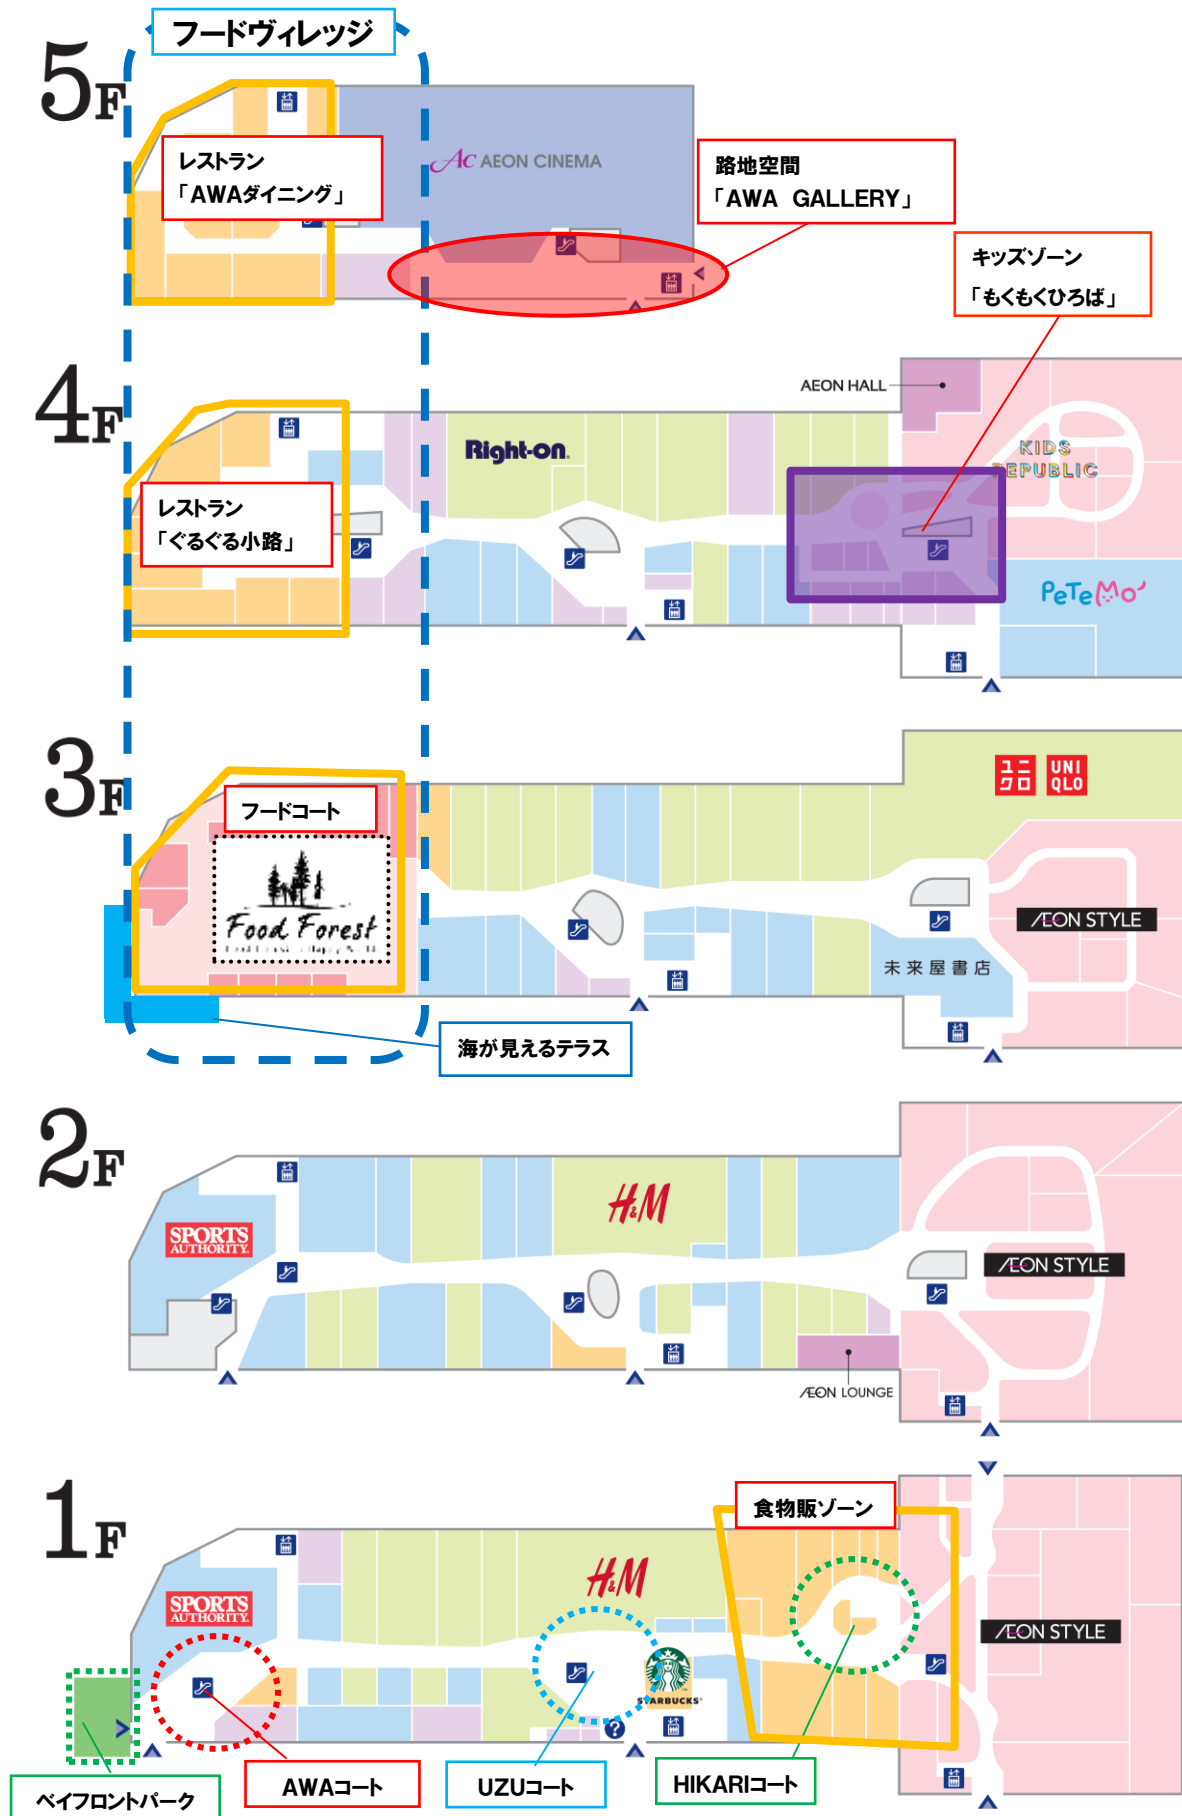 フードヴィレッジ
5F
レストラン
「AWAダイニング」
AC AEON CINEMA
路地空間
「AWA GALLERY」
キッズゾーン
「もくもくひろば」
4F
AEON HALL
Right-on.
KIDS
REPUBLIC
レストラン
「ぐるぐる小路」
PeTeMo
3F
フードコート
Food Forest
ユニクロ
UNIQLO
ÆON STYLE
未来屋書店
海が見えるテラス
2F
SPORTS
AUTHORITY
H&M
ÆON STYLE
ÆON LOUNGE
1F
食物販ゾーン
SPORTS
AUTHORITY
H&M
STARBUCKS
ÆON STYLE
?
ベイフロントパーク
AWAコート
UZUコート
HIKARIコート